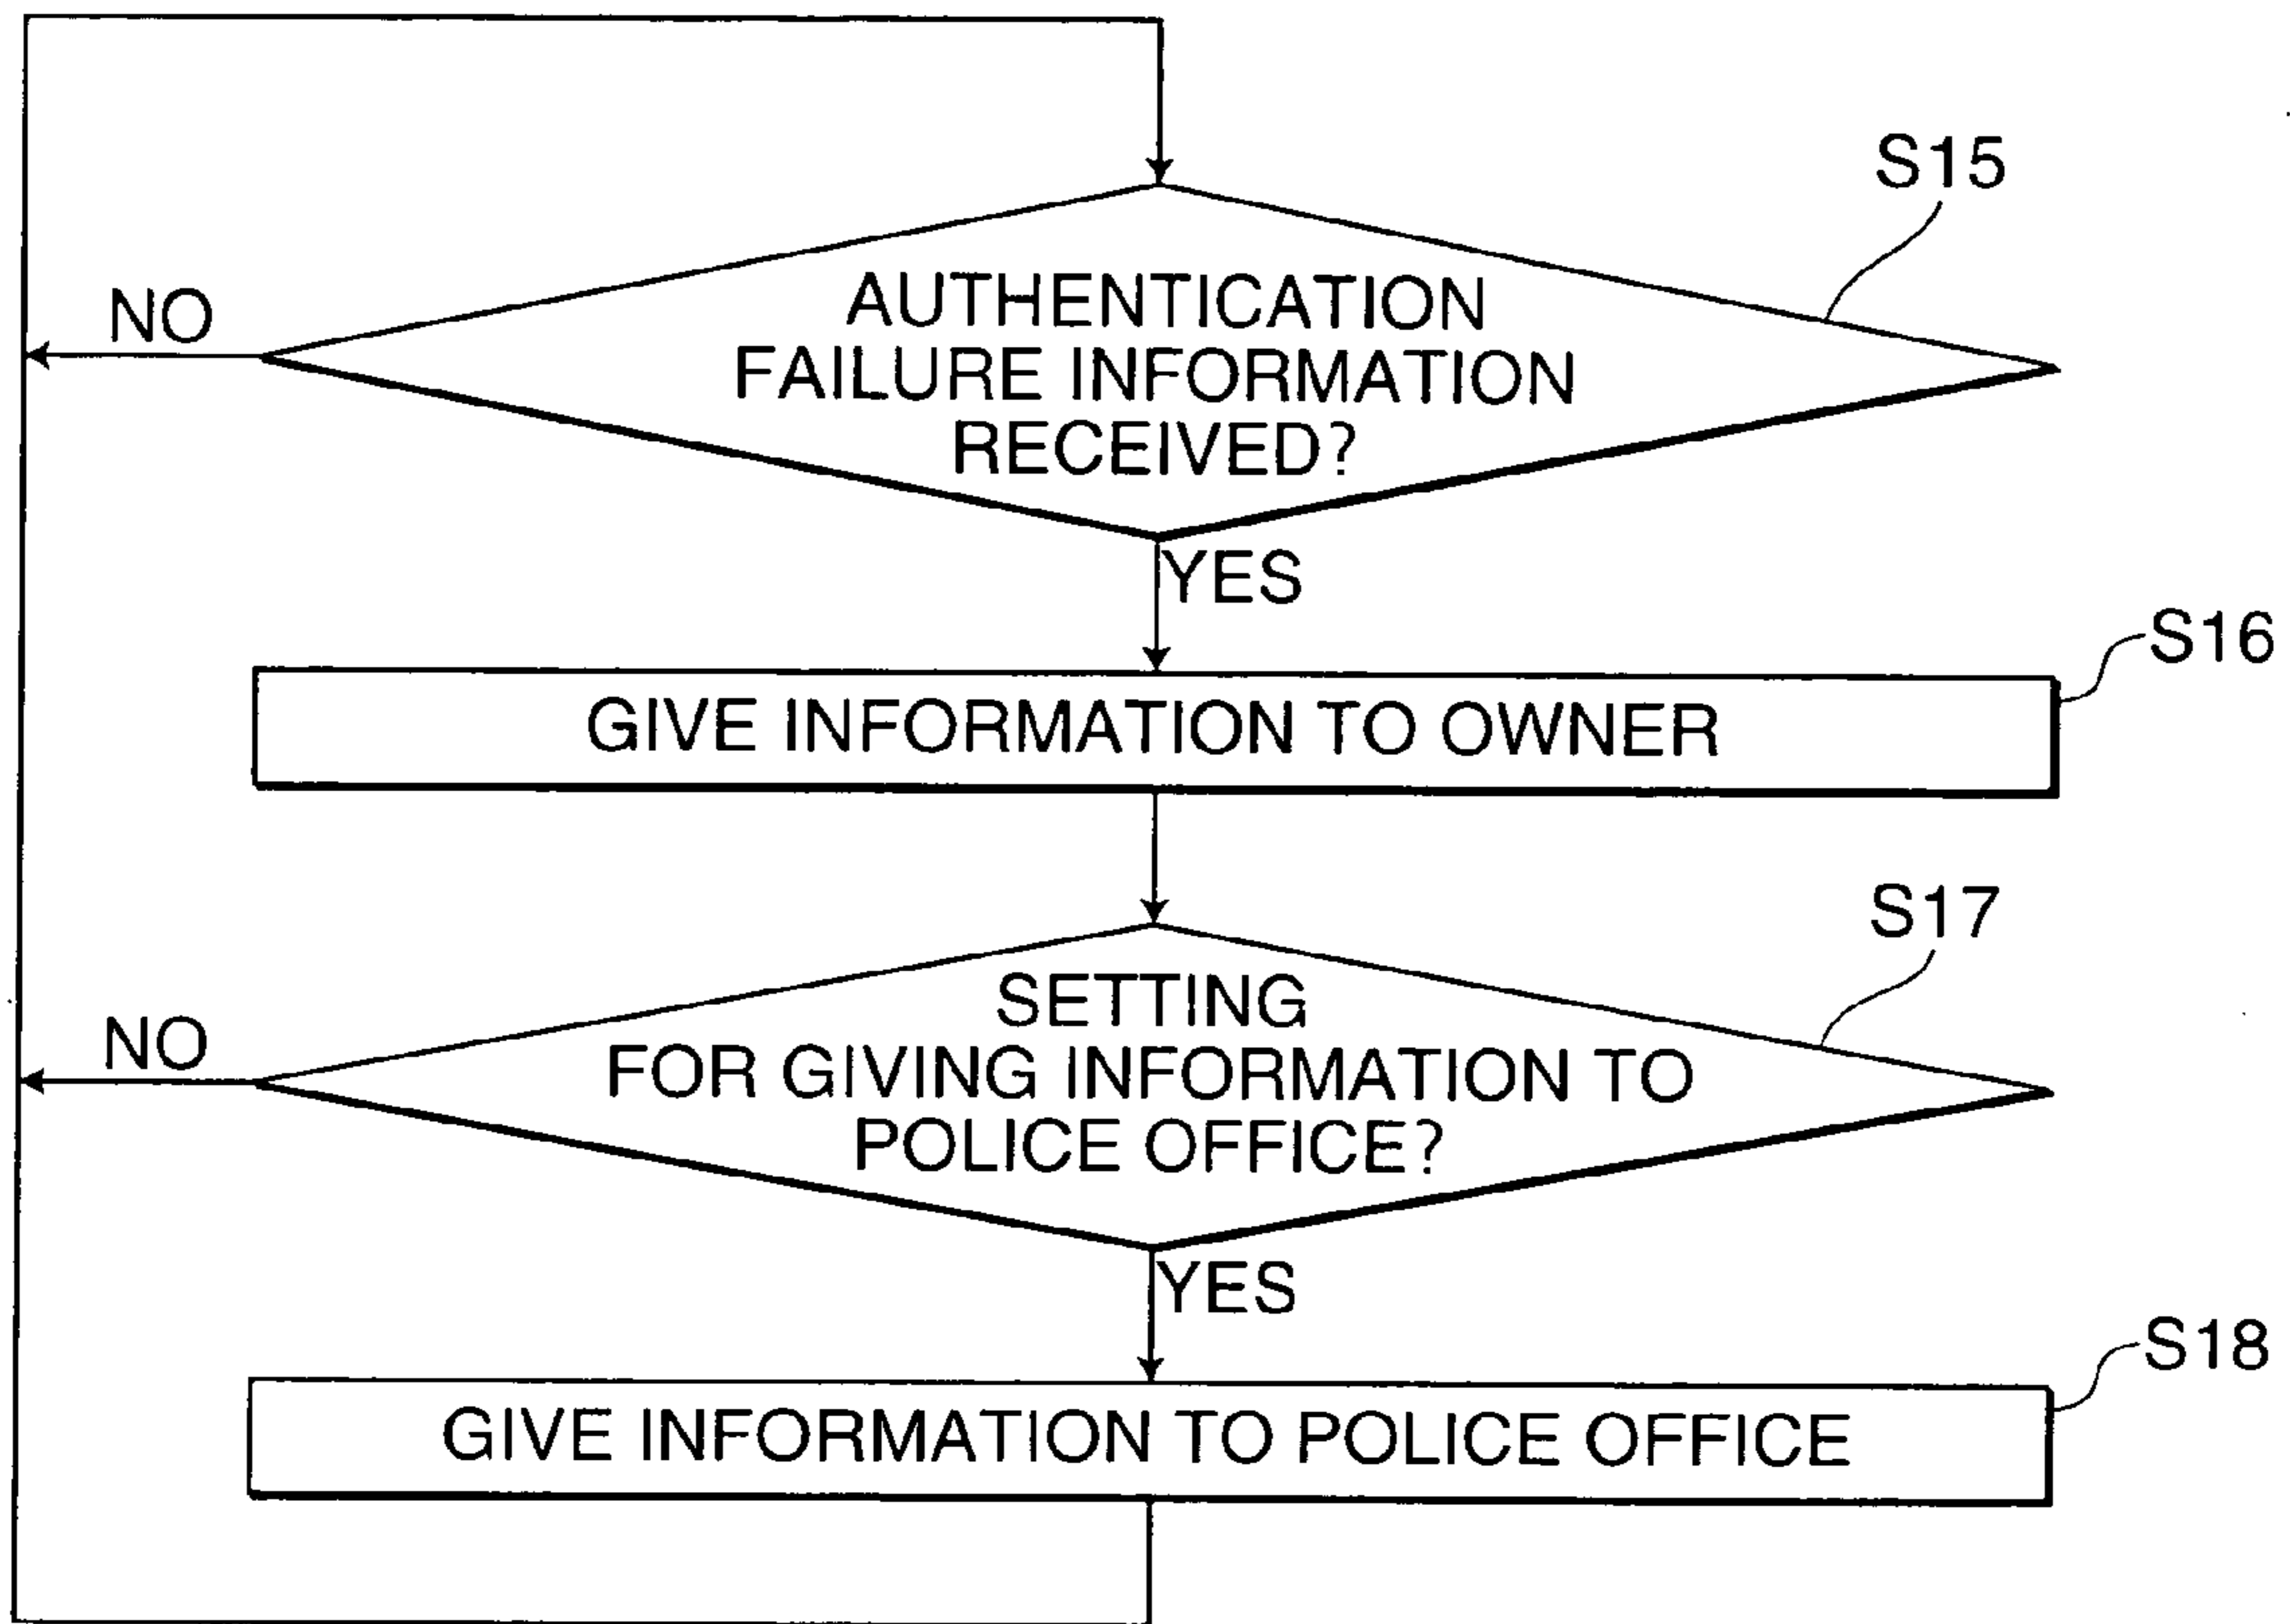 S15
AUTHENTICATION
FAILURE INFORMATION
RECEIVED?
NO
YES
S16
GIVE INFORMATION TO OWNER
S17
SETTING
FOR GIVING INFORMATION TO
POLICE OFFICE?
NO
YES
S18
GIVE INFORMATION TO POLICE OFFICE